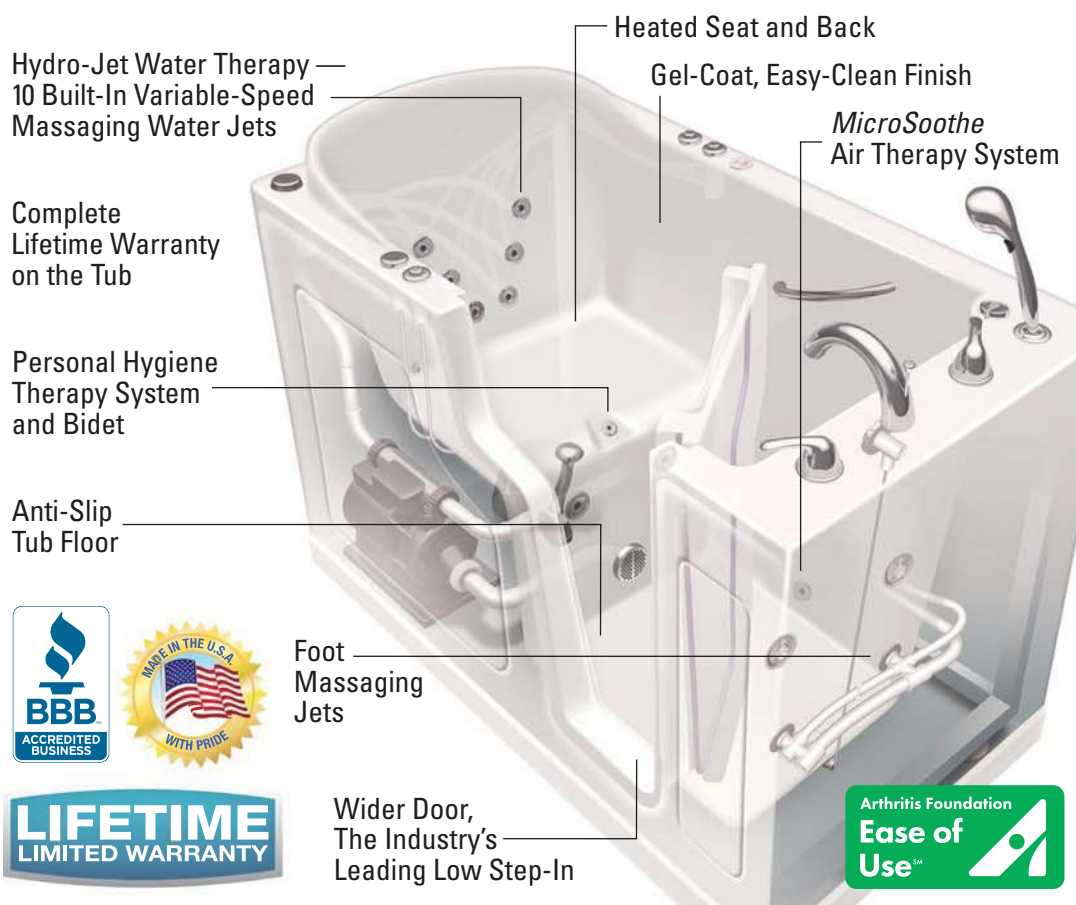 Heated Seat and Back
Hydro-Jet Water Therapy
10 Built-In Variable-Speed
Massaging Water Jets
Gel-Coat, Easy-Clean Finish
MicroSoothe
Air Therapy System
Complete
Lifetime Warranty
on the Tub
Personal Hygiene
Therapy System
and Bidet
Anti-Slip
Tub Floor
BBB
ACCREDITED
BUSINESS
MADE IN THE U.S.A.
WITH PRIDE
Foot
Massaging
Jets
LIFETIME
LIMITED WARRANTY
Wider Door,
The Industry's
Leading Low Step-In
Arthritis Foundation
Ease of
Use℠